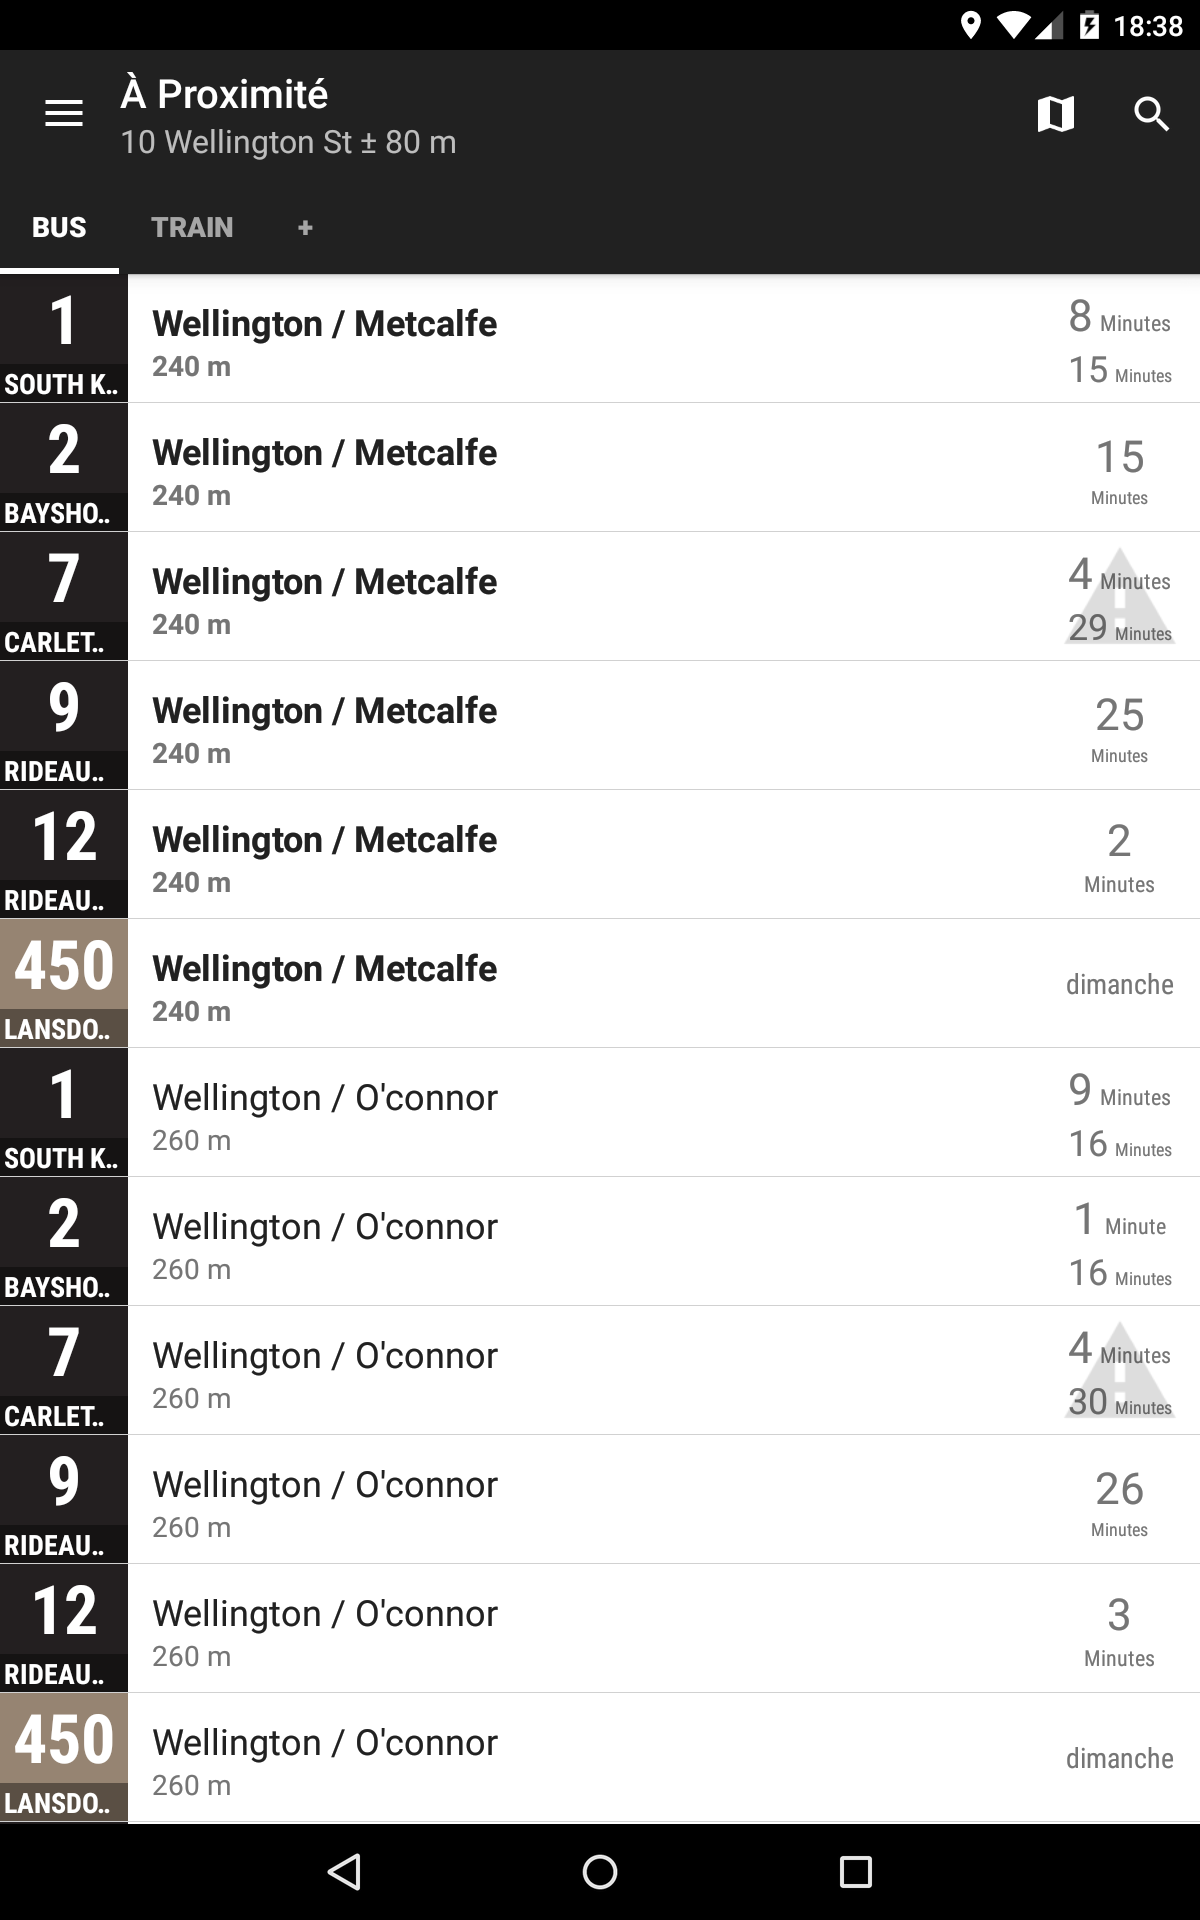 18:38
À Proximité
10 Wellington St ± 80 m
BUS TRAIN +
1
SOUTH K..
Wellington / Metcalfe
240 m
8 Minutes
15 Minutes
2
BAYSHO..
Wellington / Metcalfe
240 m
15
Minutes
7
CARLET..
Wellington / Metcalfe
240 m
4 Minutes
29 Minutes
9
RIDEAU..
Wellington / Metcalfe
240 m
25
Minutes
12
RIDEAU..
Wellington / Metcalfe
240 m
2
Minutes
450
LANSDO..
Wellington / Metcalfe
240 m
dimanche
1
SOUTH K..
Wellington / O'connor
260 m
9 Minutes
16 Minutes
2
BAYSHO..
Wellington / O'connor
260 m
1 Minute
16 Minutes
7
CARLET..
Wellington / O'connor
260 m
4 Minutes
30 Minutes
9
RIDEAU..
Wellington / O'connor
260 m
26
Minutes
12
RIDEAU..
Wellington / O'connor
260 m
3
Minutes
450
LANSDO..
Wellington / O'connor
260 m
dimanche